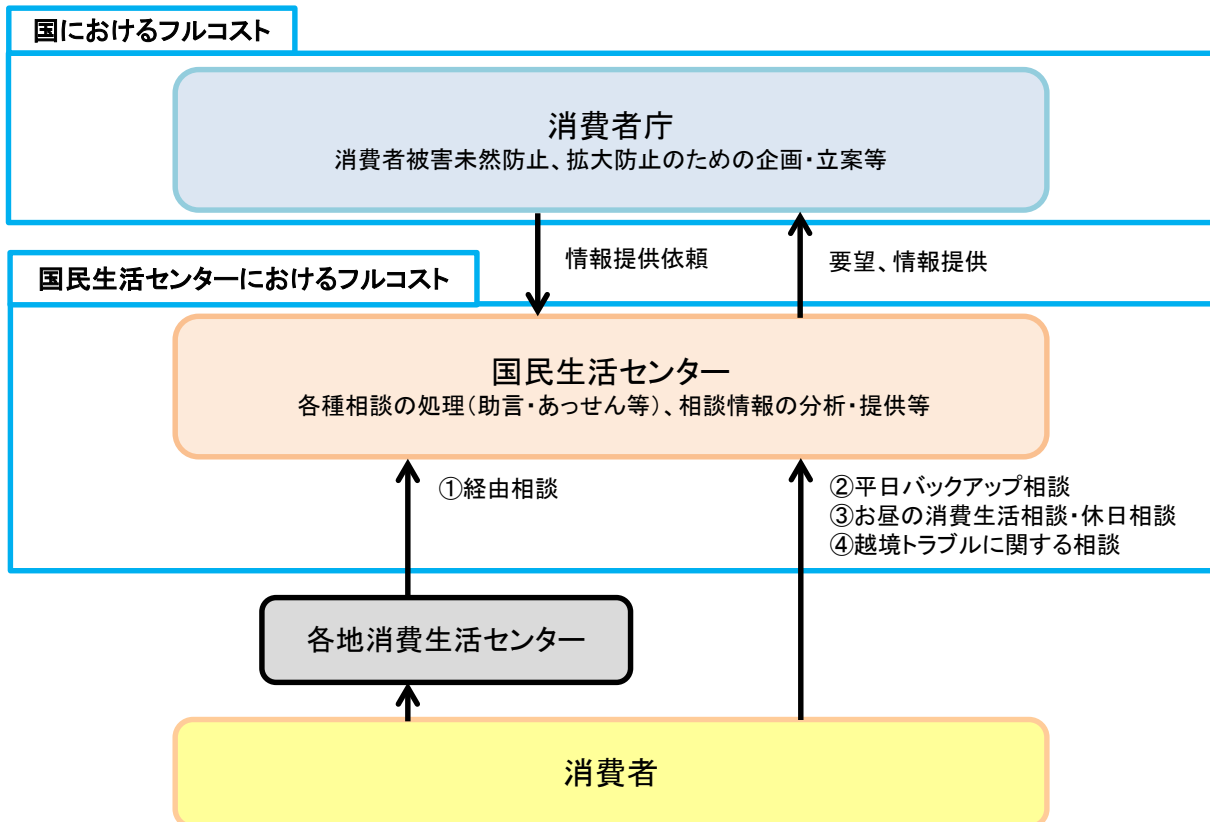 国におけるフルコスト
消費者庁
消費者被害未然防止、拡大防止のための企画・立案等
情報提供依頼
要望、情報提供
国民生活センターにおけるフルコスト
国民生活センター
各種相談の処理(助言・あっせん等)、相談情報の分析・提供等
①経由相談
②平日バックアップ相談
③お昼の消費生活相談・休日相談
④越境トラブルに関する相談
各地消費生活センター
消費者